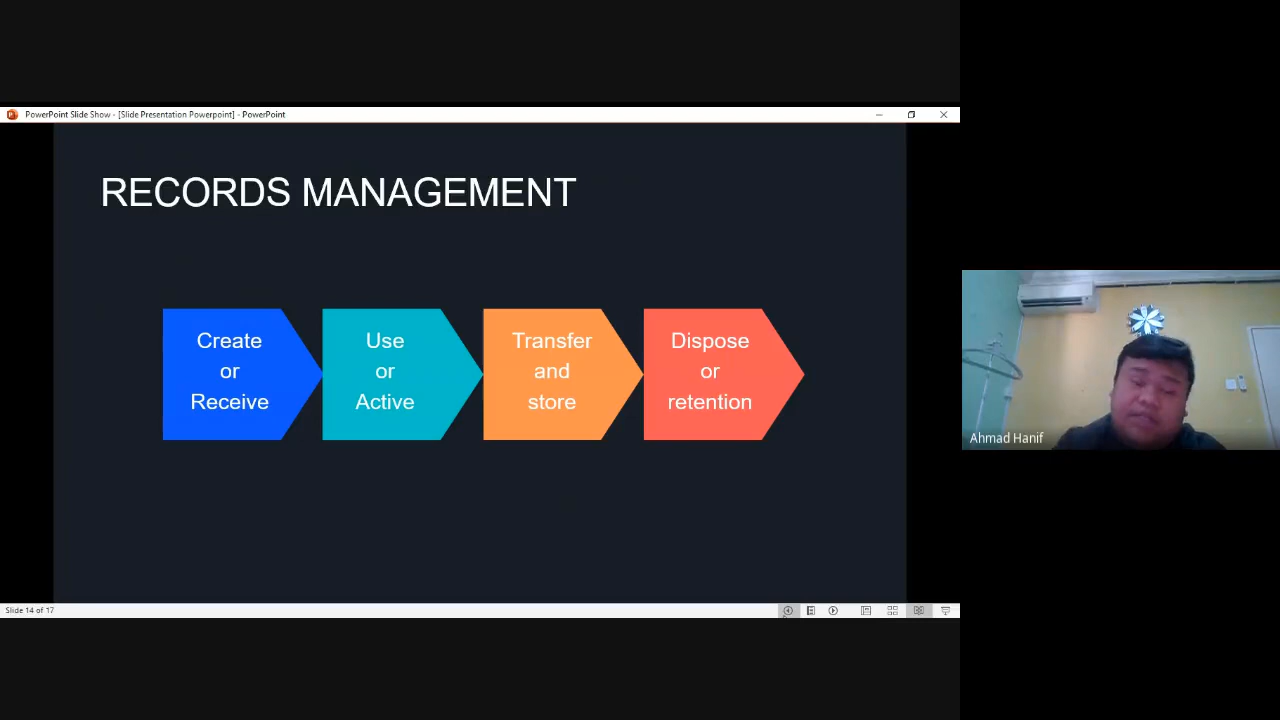 PowerPoint Slide Show - [Slide Presentation Powerpoint] - PowerPoint
RECORDS MANAGEMENT
Create
or
Receive
Use
or
Active
Transfer
and
store
Dispose
or
retention
Ahmad Hanif
Slide 14 of 17